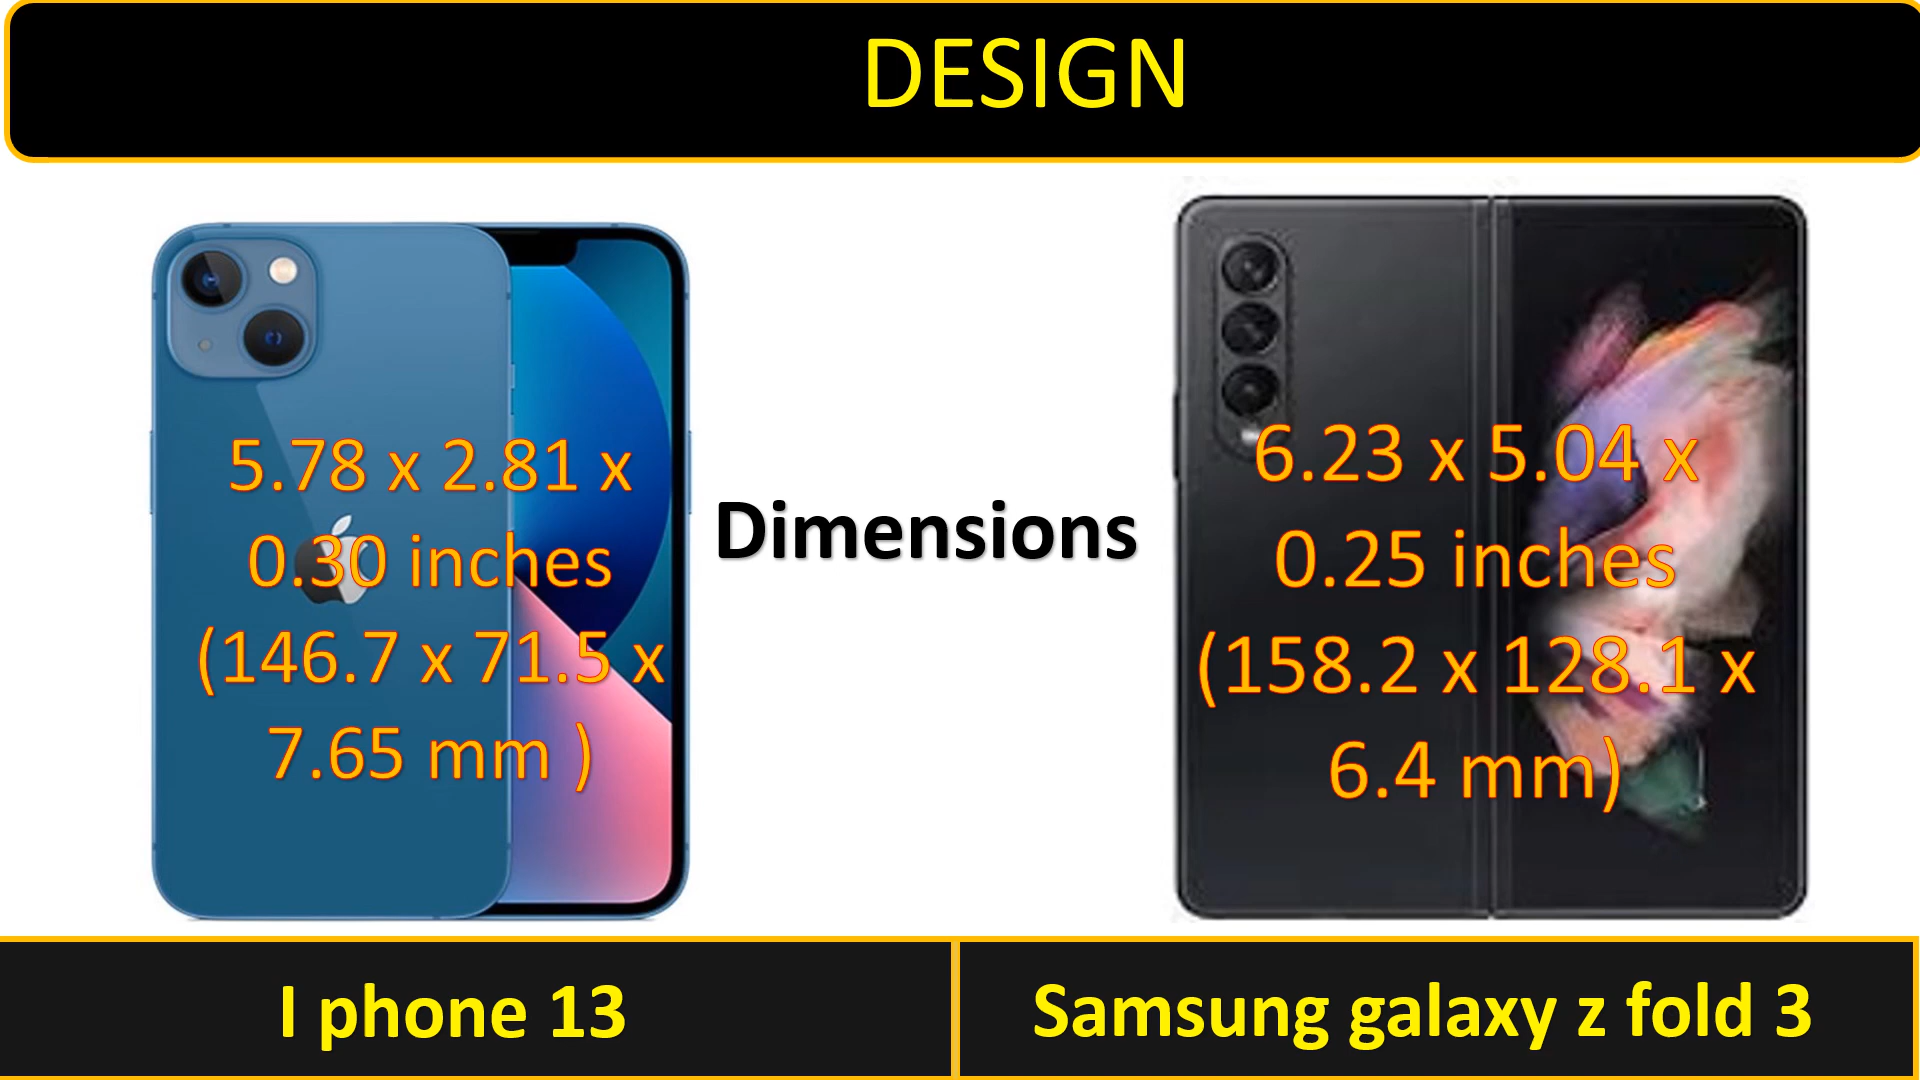 DESIGN
5.78 x 2.81 x
0.30 inches
(146.7 x 71.5 x
7.65 mm )
Dimensions
6.23 x 5.04 x
0.25 inches
(158.2 x 128.1 x
6.4 mm)
I phone 13
Samsung galaxy z fold 3